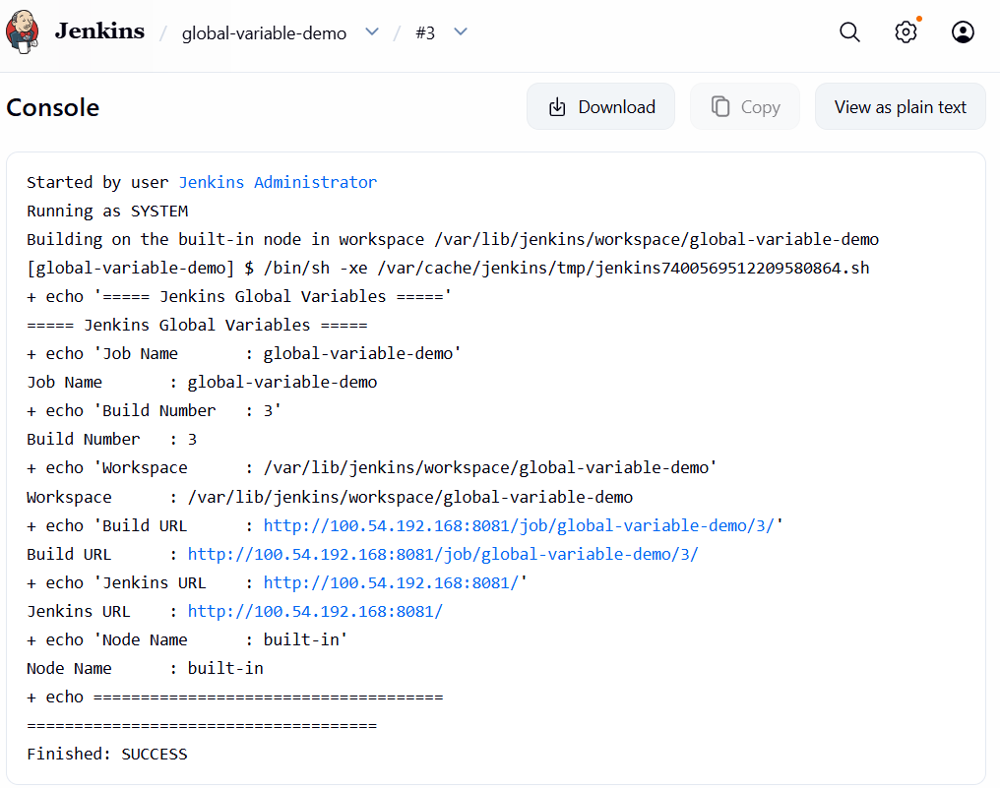 Jenkins / global-variable-demo / #3
Console
Download
Copy
View as plain text
Started by user Jenkins Administrator
Running as SYSTEM
Building on the built-in node in workspace /var/lib/jenkins/workspace/global-variable-demo
[global-variable-demo] $ /bin/sh -xe /var/cache/jenkins/tmp/jenkins7400569512209580864.sh
+ echo '===== Jenkins Global Variables ====='
===== Jenkins Global Variables =====
+ echo 'Job Name       : global-variable-demo'
Job Name       : global-variable-demo
+ echo 'Build Number   : 3'
Build Number   : 3
+ echo 'Workspace      : /var/lib/jenkins/workspace/global-variable-demo'
Workspace      : /var/lib/jenkins/workspace/global-variable-demo
+ echo 'Build URL      : http://100.54.192.168:8081/job/global-variable-demo/3/'
Build URL      : http://100.54.192.168:8081/job/global-variable-demo/3/
+ echo 'Jenkins URL    : http://100.54.192.168:8081/'
Jenkins URL    : http://100.54.192.168:8081/
+ echo 'Node Name      : built-in'
Node Name      : built-in
+ echo =====================================
=====================================
Finished: SUCCESS